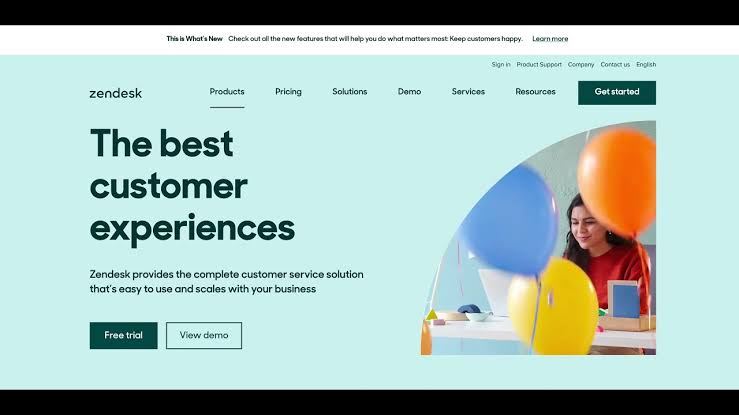 This is What's New Check out all the new features that will help you do what matters most: Keep customers happy. Learn more
Sign in Product Support Company Contact us English
zendesk Products Pricing Solutions Demo Services Resources Get started
The best
customer
experiences
Zendesk provides the complete customer service solution
that's easy to use and scales with your business
Free trial View demo